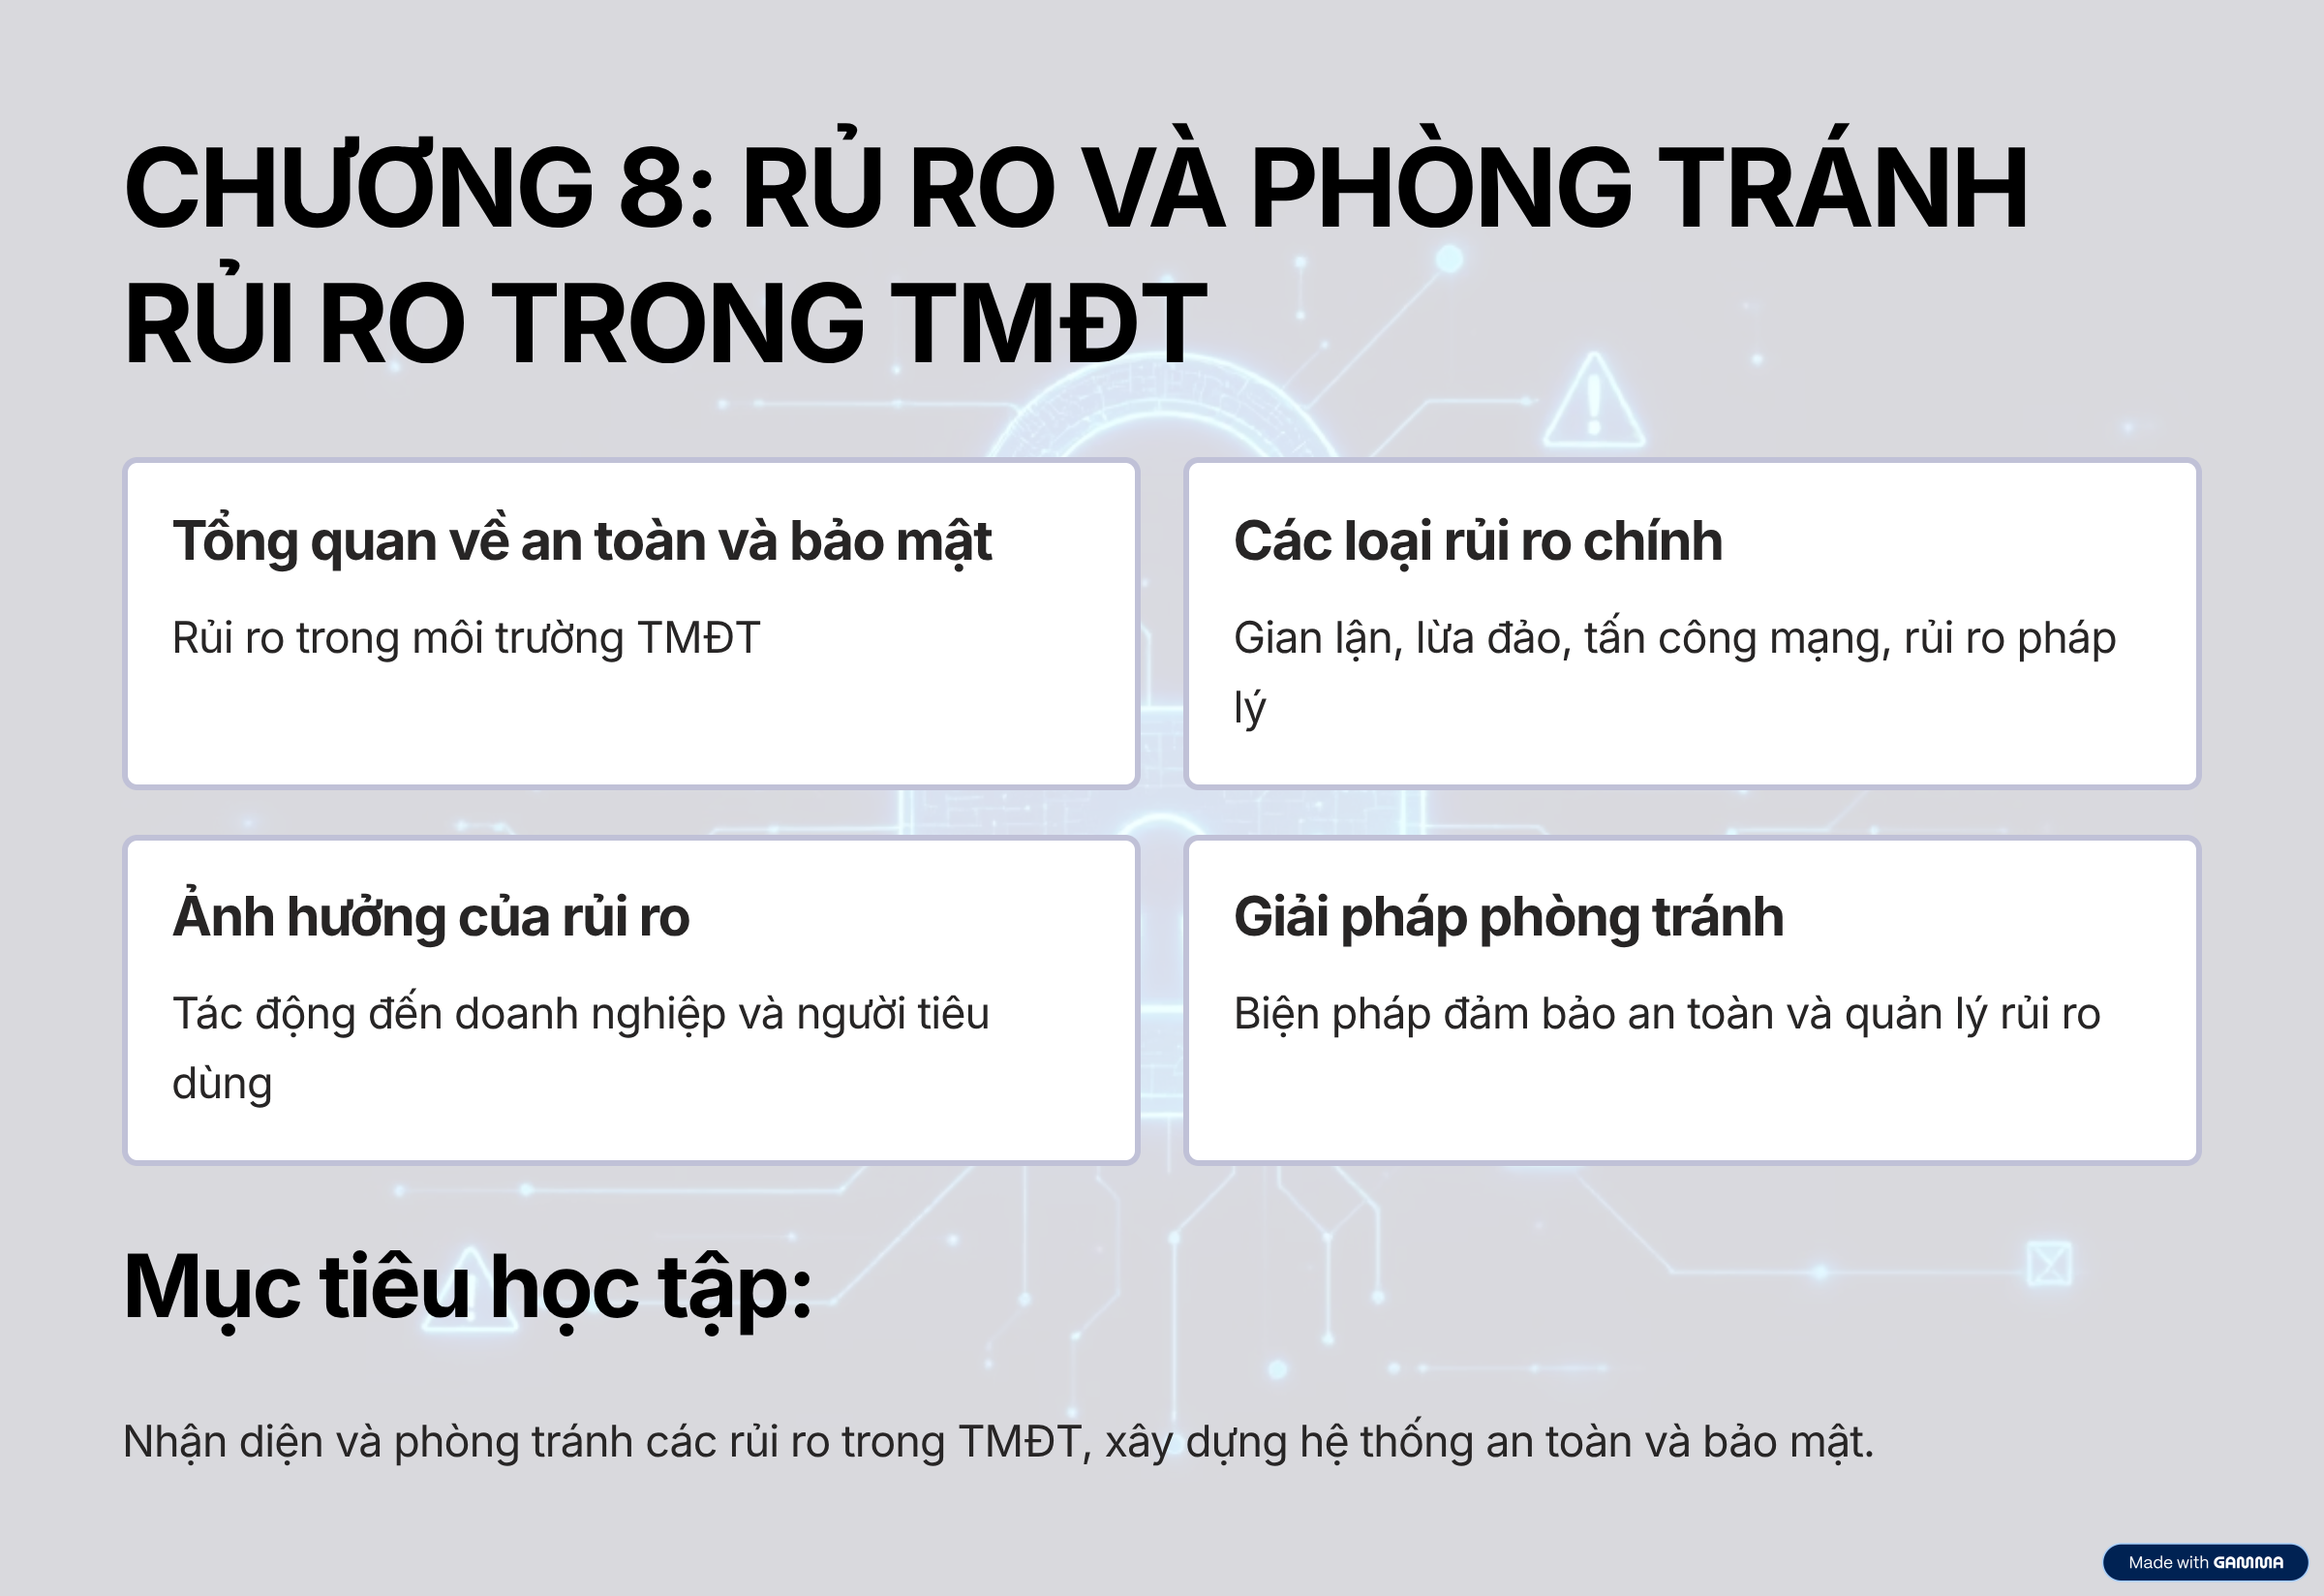 CHƯƠNG 8: RỦ RO VÀ PHÒNG TRÁNH
RỦI RO TRONG TMĐT
Tổng quan về an toàn và bảo mật
Rủi ro trong môi trường TMĐT
Các loại rủi ro chính
Gian lận, lừa đảo, tấn công mạng, rủi ro pháp
lý
Ảnh hưởng của rủi ro
Tác động đến doanh nghiệp và người tiêu
dùng
Giải pháp phòng tránh
Biện pháp đảm bảo an toàn và quản lý rủi ro
Mục tiêu học tập:
Nhận diện và phòng tránh các rủi ro trong TMĐT, xây dựng hệ thống an toàn và bảo mật.
Made with GAMMA